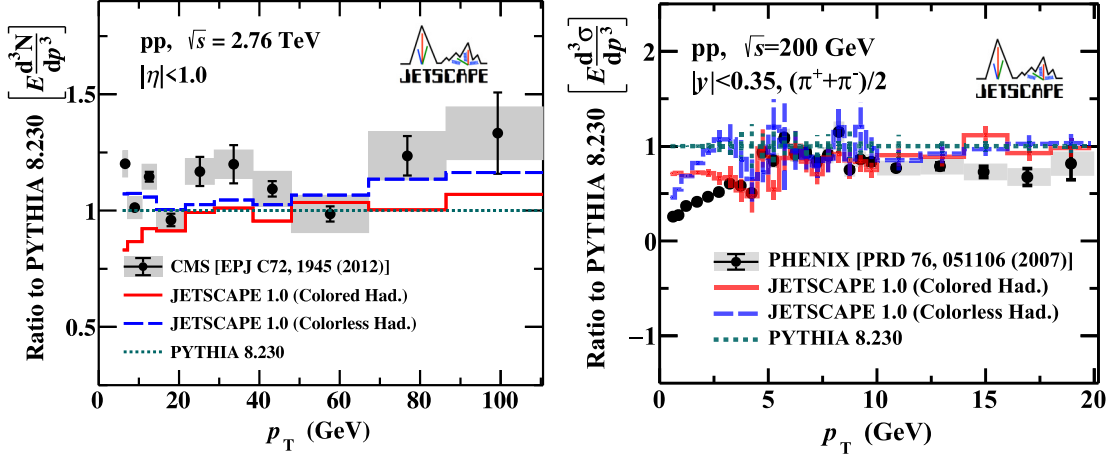 Ratio to PYTHIA 8.230 [E d³N/dp³]
pp, √s = 2.76 TeV
|η|<1.0
JETSCAPE
1.5
1
0.5
CMS [EPJ C72, 1945 (2012)]
JETSCAPE 1.0 (Colored Had.)
JETSCAPE 1.0 (Colorless Had.)
PYTHIA 8.230
0 20 40 60 80 100
p_T (GeV)
Ratio to PYTHIA 8.230 [E d³σ/dp³]
pp, √s=200 GeV
|y|<0.35, (π⁺+π⁻)/2
JETSCAPE
2
1
0
−1
PHENIX [PRD 76, 051106 (2007)]
JETSCAPE 1.0 (Colored Had.)
JETSCAPE 1.0 (Colorless Had.)
PYTHIA 8.230
0 5 10 15 20
p_T (GeV)